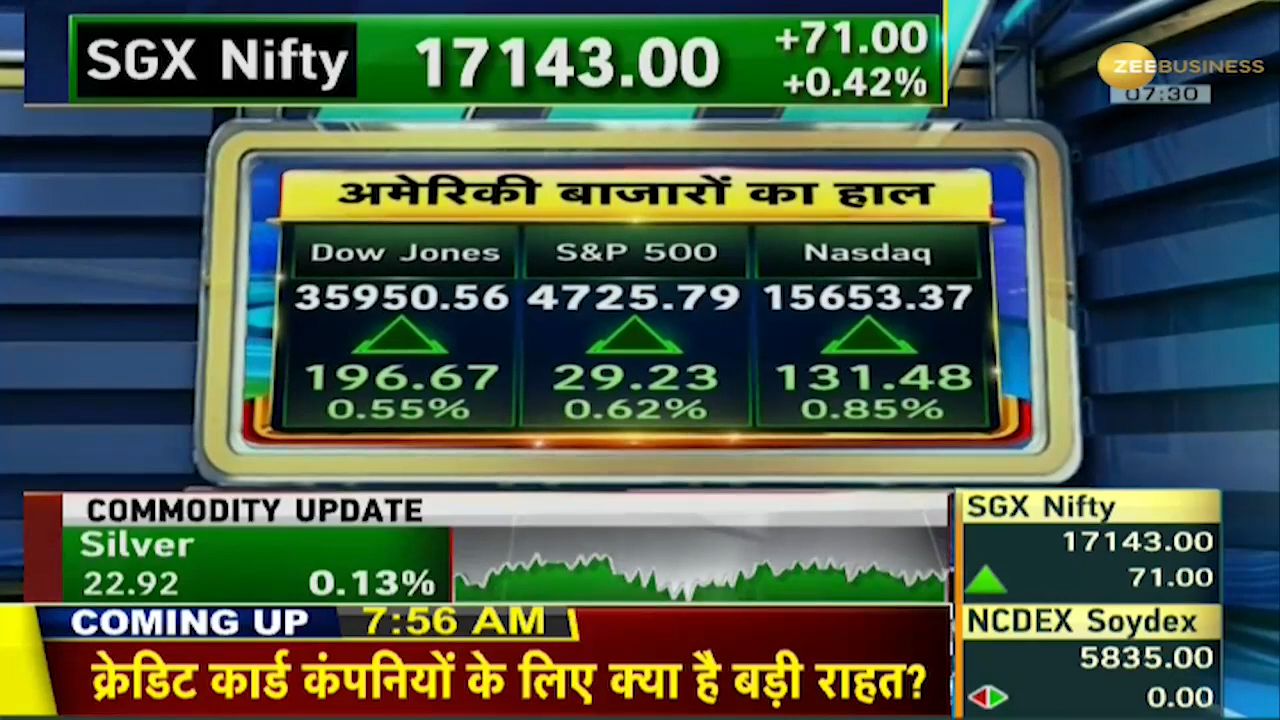 SGX Nifty 17143.00 +71.00
+0.42%
ZEEBUSINESS
07:30
अमेरिकी बाजारों का हाल
Dow Jones S&P 500 Nasdaq
35950.56 4725.79 15653.37
196.67 29.23 131.48
0.55% 0.62% 0.85%
COMMODITY UPDATE
Silver
22.92 0.13%
SGX Nifty
17143.00
71.00
NCDEX Soydex
5835.00
0.00
COMING UP 7:56 AM
क्रेडिट कार्ड कंपनियों के लिए क्या है बड़ी राहत?